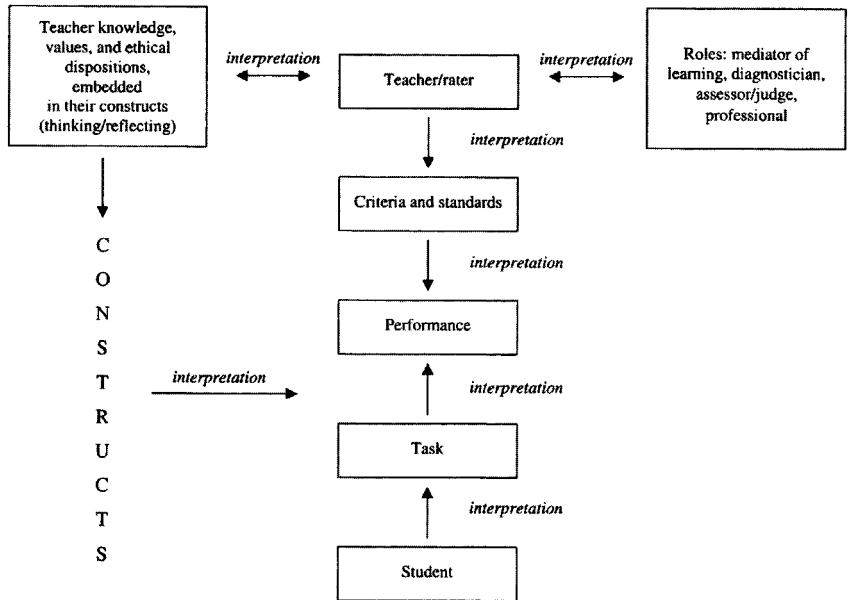 Teacher knowledge,
values, and ethical
dispositions,
embedded
in their constructs
(thinking/reflecting)
interpretation
Teacher/rater
interpretation
Roles: mediator of
learning, diagnostician,
assessor/judge,
professional
interpretation
Criteria and standards
interpretation
Performance
interpretation
Task
interpretation
Student
C
O
N
S
T
R
U
C
T
S
interpretation